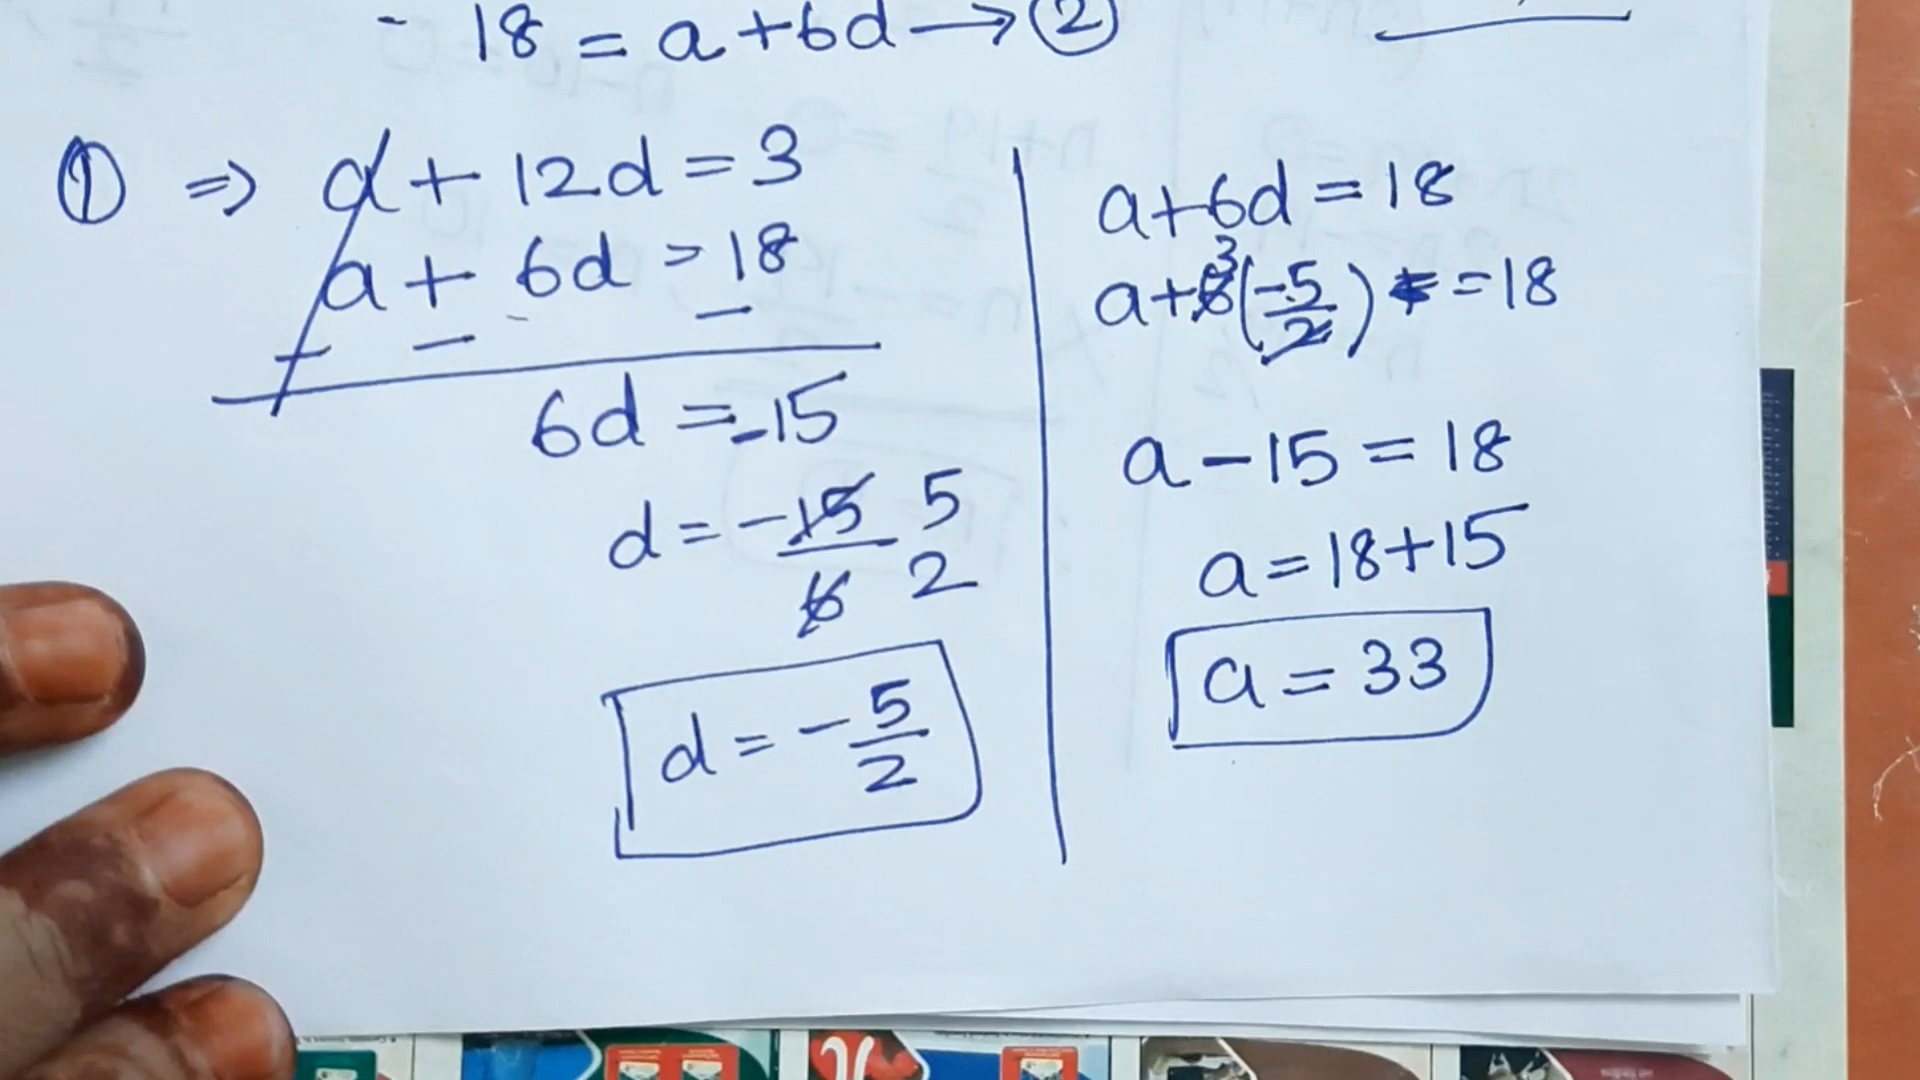 - 18 = a + 6d → ②
① ⇒ a + 12d = 3
a + 6d = 18
− − −
6d = -15
d = -15/6 5/2
d = -5/2
a + 6d = 18
a + 6 3 (-5/2) = = 18
a - 15 = 18
a = 18 + 15
a = 33